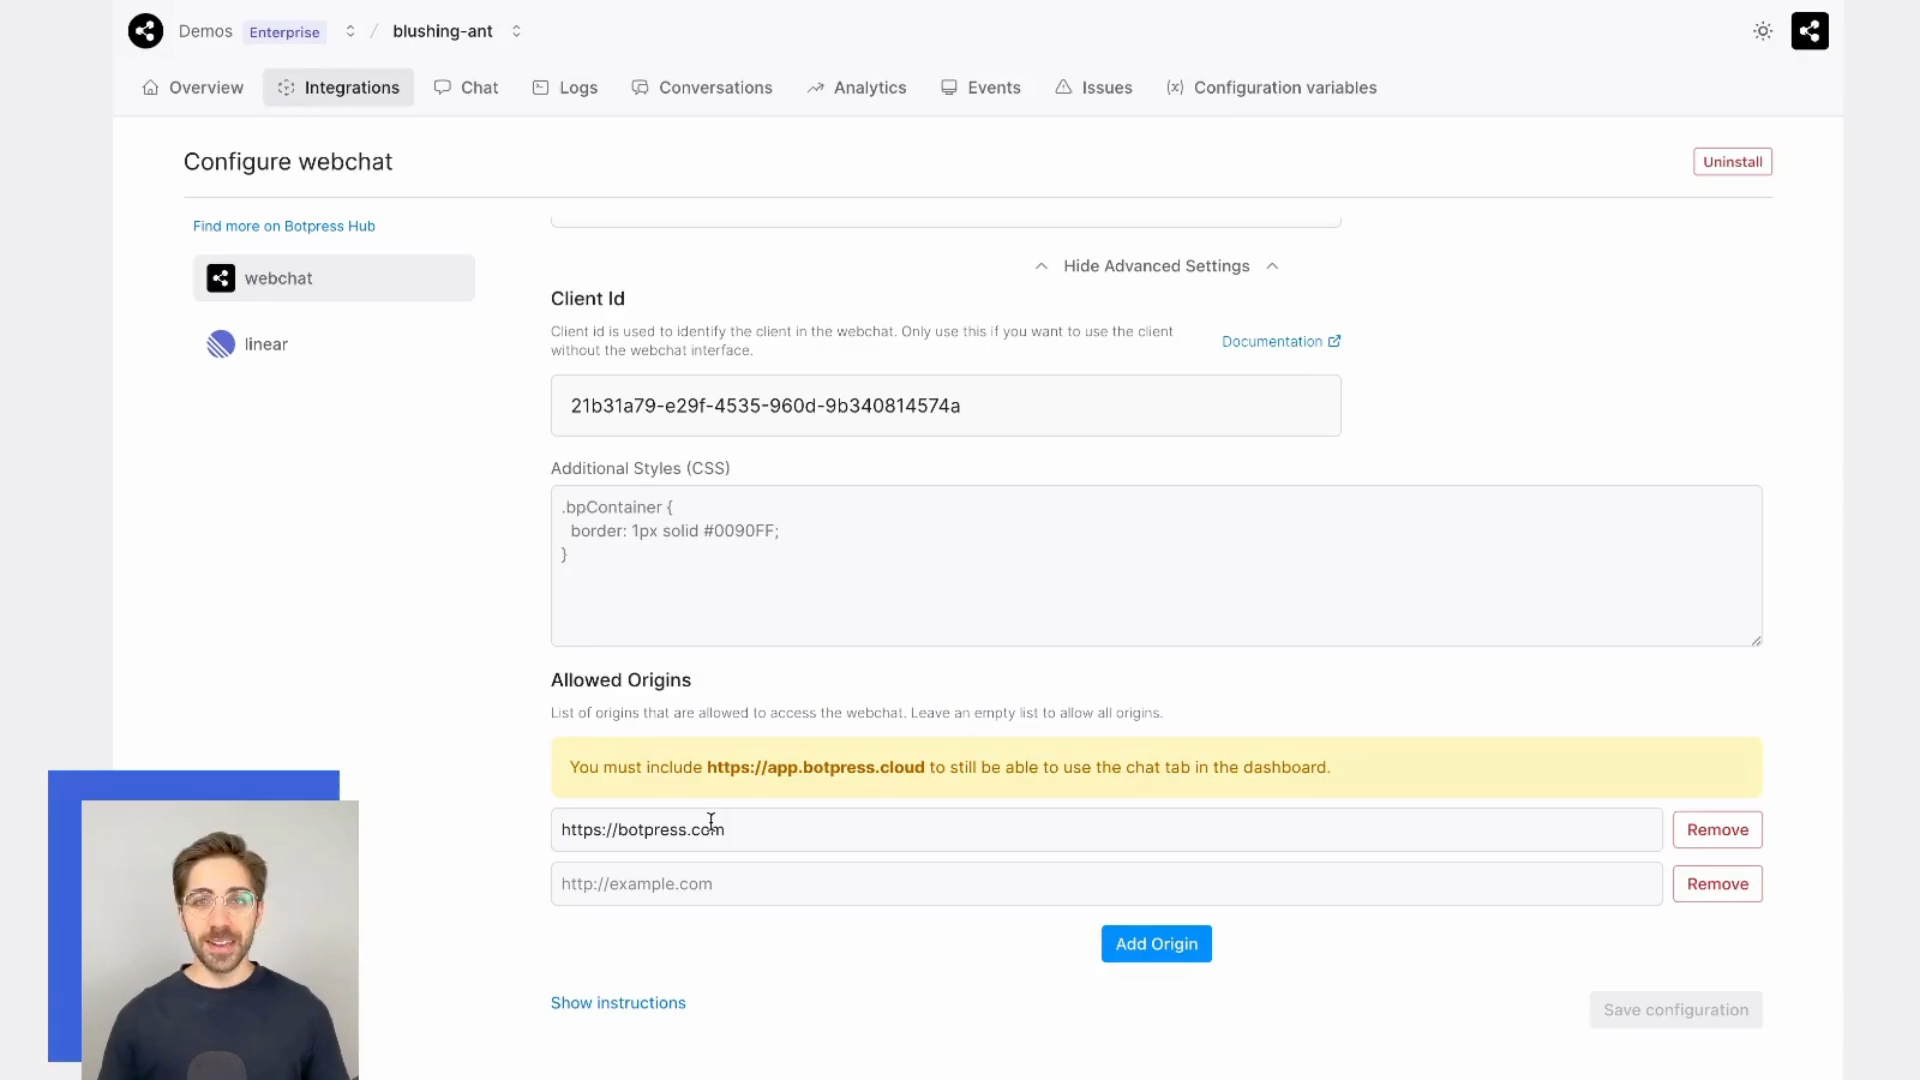 Demos Enterprise / blushing-ant
Overview Integrations Chat Logs Conversations Analytics Events Issues Configuration variables
Configure webchat
Uninstall
Find more on Botpress Hub
webchat
linear
Hide Advanced Settings
Client Id
Client id is used to identify the client in the webchat. Only use this if you want to use the client
without the webchat interface.
Documentation
21b31a79-e29f-4535-960d-9b340814574a
Additional Styles (CSS)
.bpContainer {
border: 1px solid #0090FF;
}
Allowed Origins
List of origins that are allowed to access the webchat. Leave an empty list to allow all origins.
You must include https://app.botpress.cloud to still be able to use the chat tab in the dashboard.
https://botpress.com
Remove
http://example.com
Remove
Add Origin
Show instructions
Save configuration